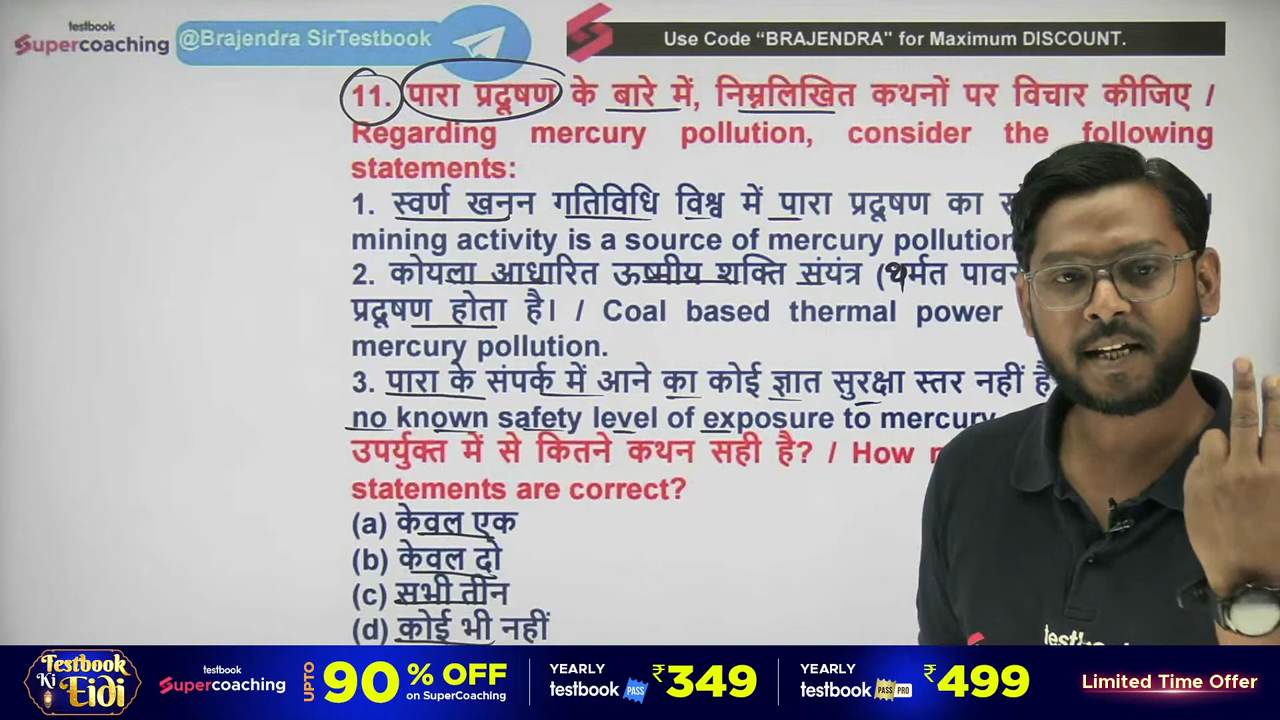 testbook
Supercoaching
@Brajendra SirTestbook
Use Code “BRAJENDRA" for Maximum DISCOUNT.
11. पारा प्रदूषण के बारे में, निम्नलिखित कथनों पर विचार कीजिए /
Regarding mercury pollution, consider the following
statements:
1. स्वर्ण खनन गतिविधि विश्व में पारा प्रदूषण का
mining activity is a source of mercury pollution
2. कोयला आधारित ऊष्मीय शक्ति संयंत्र (थर्मत पावर
प्रदूषण होता है। / Coal based thermal power
mercury pollution.
3. पारा के संपर्क में आने का कोई ज्ञात सुरक्षा स्तर नहीं है
no known safety level of exposure to mercury.
उपर्युक्त में से कितने कथन सही है? / How
statements are correct?
(a) केवल एक
(b) केवल दो
(c) सभी तीन
(d) कोई भी नहीं
Testbook Ki Eidi
testbook
Supercoaching
UPTO 90% OFF
on SuperCoaching
YEARLY
testbook PASS
₹349
YEARLY
testbook PASS PRO
₹499
Limited Time Offer